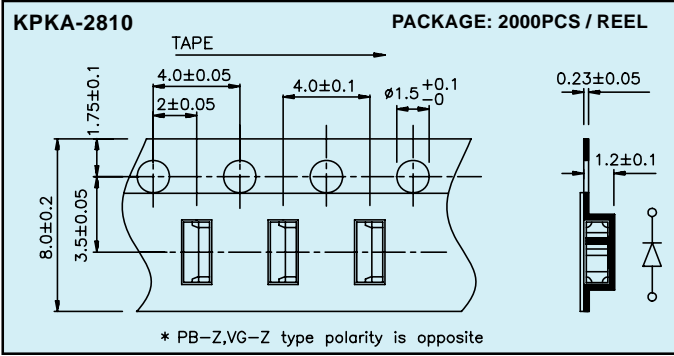 KPKA-2810
PACKAGE: 2000PCS / REEL
TAPE
4.0±0.05
4.0±0.1
ø1.5 +0.1 -0
0.23±0.05
2±0.05
1.75±0.1
1.2±0.1
8.0±0.2
3.5±0.05
* PB-Z,VG-Z type polarity is opposite